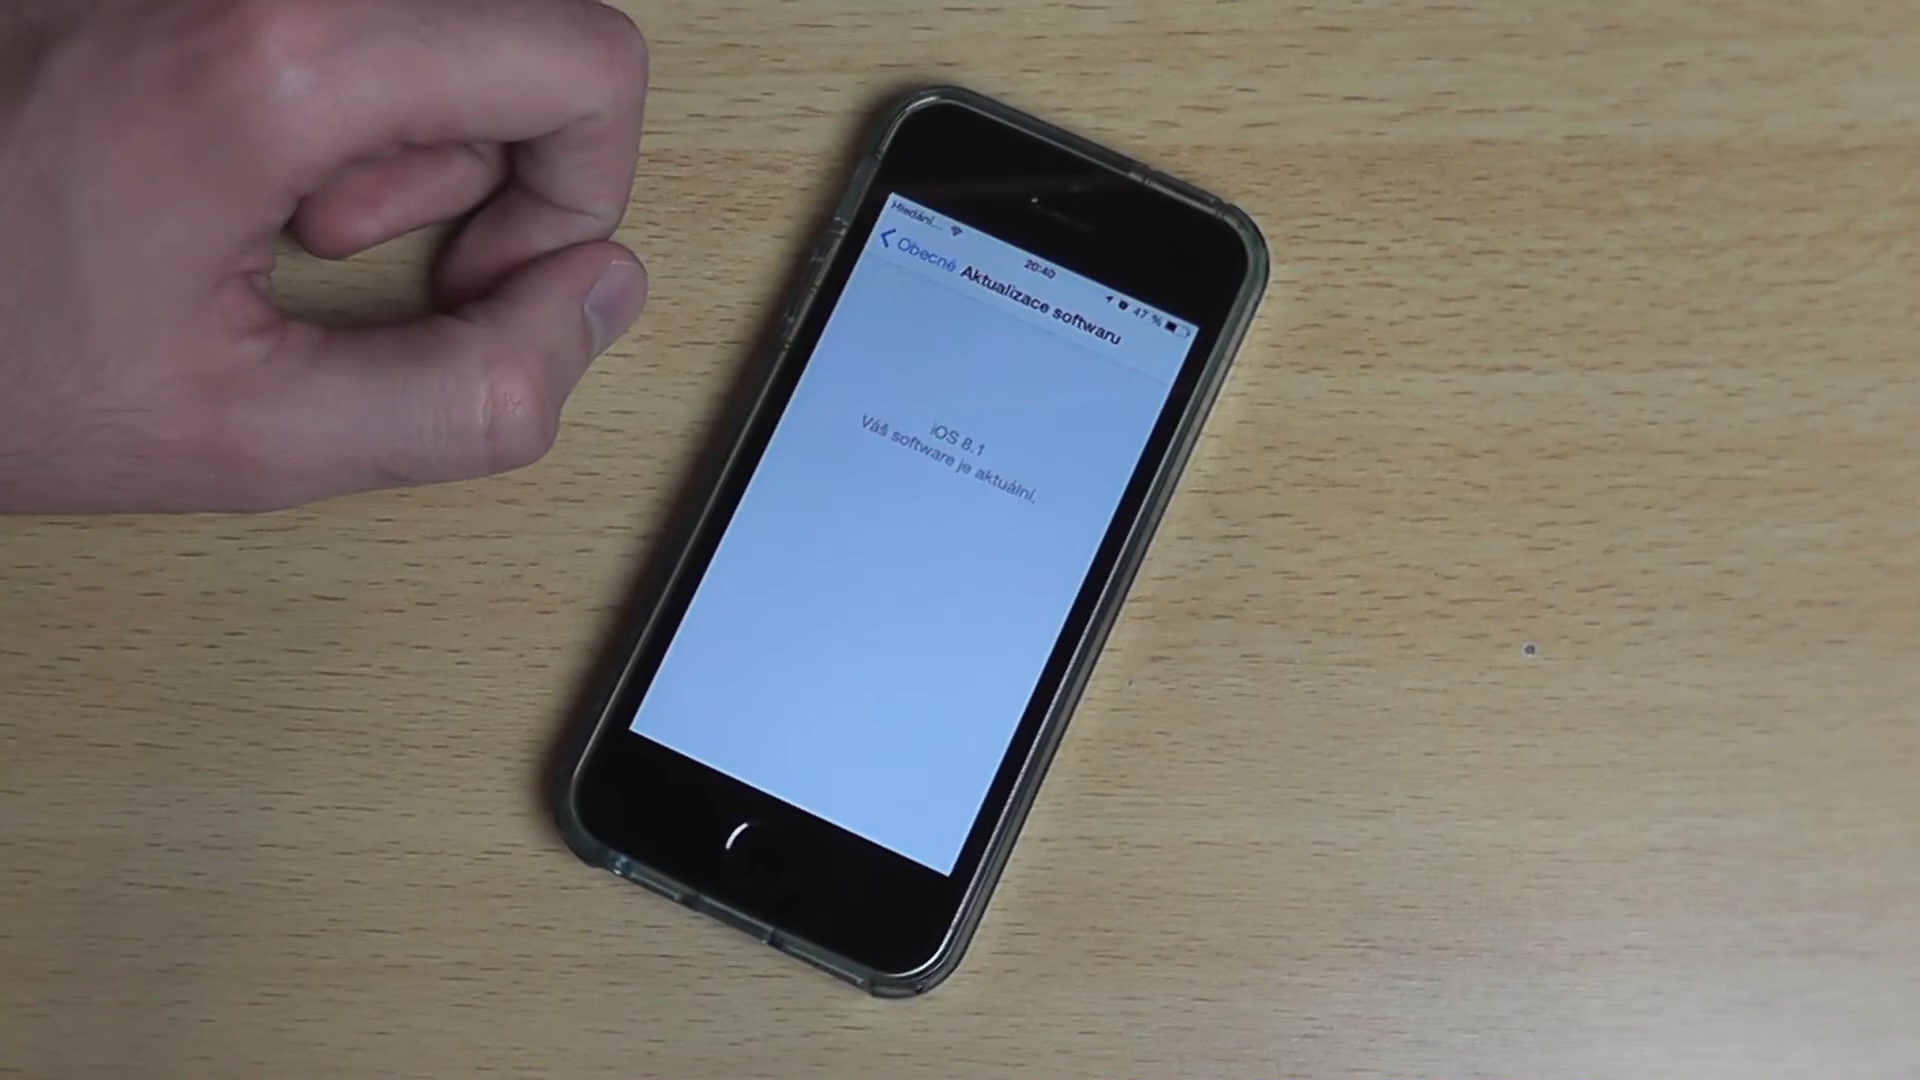 Hledání...
20:40
47 %
Obecné
Aktualizace softwaru
iOS 8.1
Váš software je aktuální.